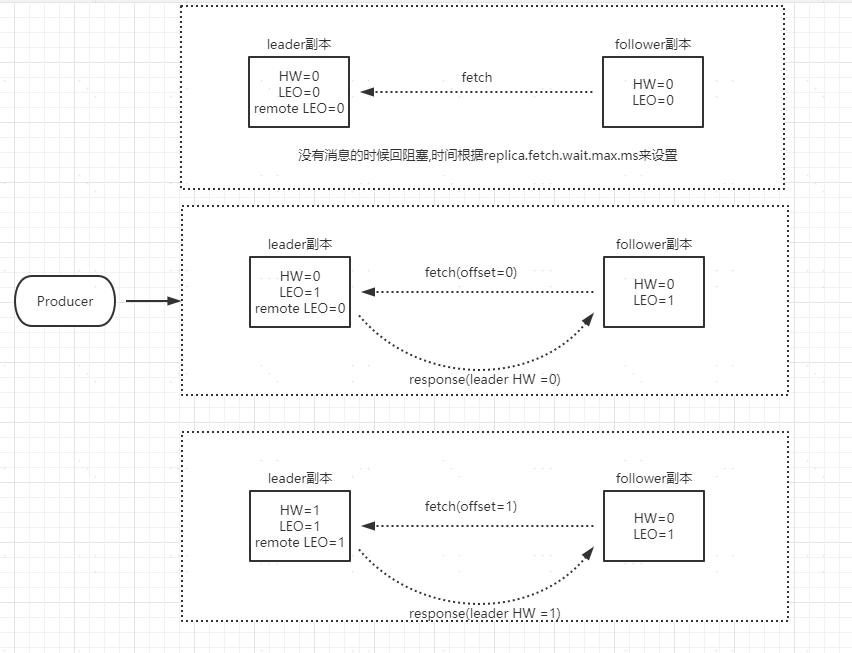 leader副本
follower副本
HW=0
LEO=0
remote LEO=0
fetch
HW=0
LEO=0
没有消息的时候回阻塞,时间根据replica.fetch.wait.max.ms来设置
Producer
leader副本
follower副本
HW=0
LEO=1
remote LEO=0
fetch(offset=0)
HW=0
LEO=1
response(leader HW =0)
leader副本
follower副本
HW=1
LEO=1
remote LEO=1
fetch(offset=1)
HW=0
LEO=1
response(leader HW =1)